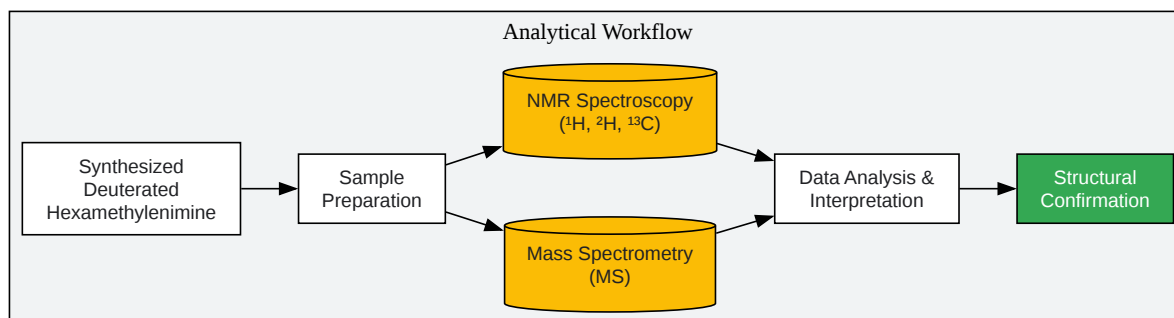 Analytical Workflow
Synthesized
Deuterated
Hexamethylenimine
Sample
Preparation
NMR Spectroscopy
(¹H, ²H, ¹³C)
Mass Spectrometry
(MS)
Data Analysis &
Interpretation
Structural
Confirmation